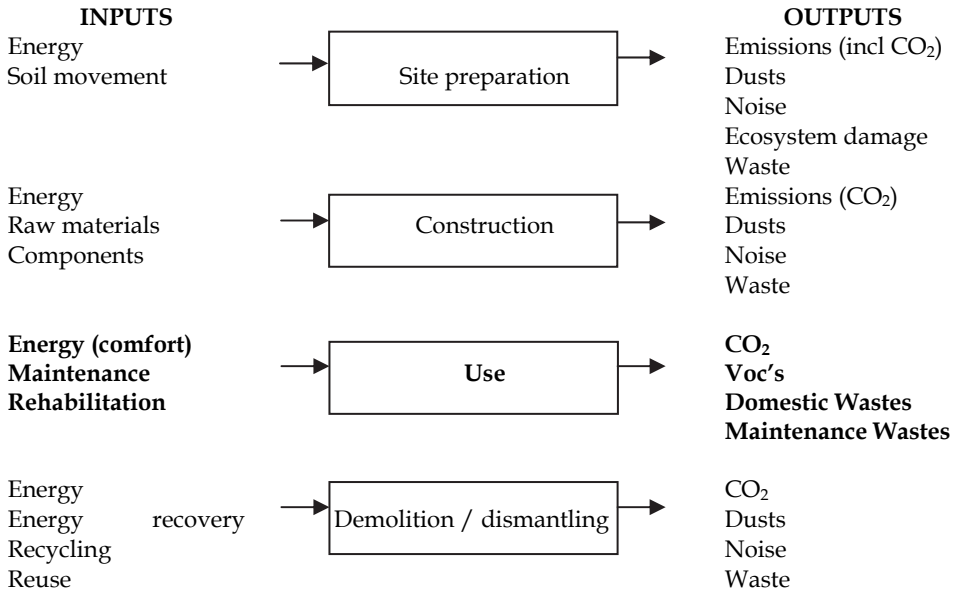 INPUTS
OUTPUTS
Energy
Soil movement
Site preparation
Emissions (incl CO₂)
Dusts
Noise
Ecosystem damage
Waste
Energy
Raw materials
Components
Construction
Emissions (CO₂)
Dusts
Noise
Waste
Energy (comfort)
Maintenance
Rehabilitation
Use
CO₂
Voc's
Domestic Wastes
Maintenance Wastes
Energy
Energy recovery
Recycling
Reuse
Demolition / dismantling
CO₂
Dusts
Noise
Waste